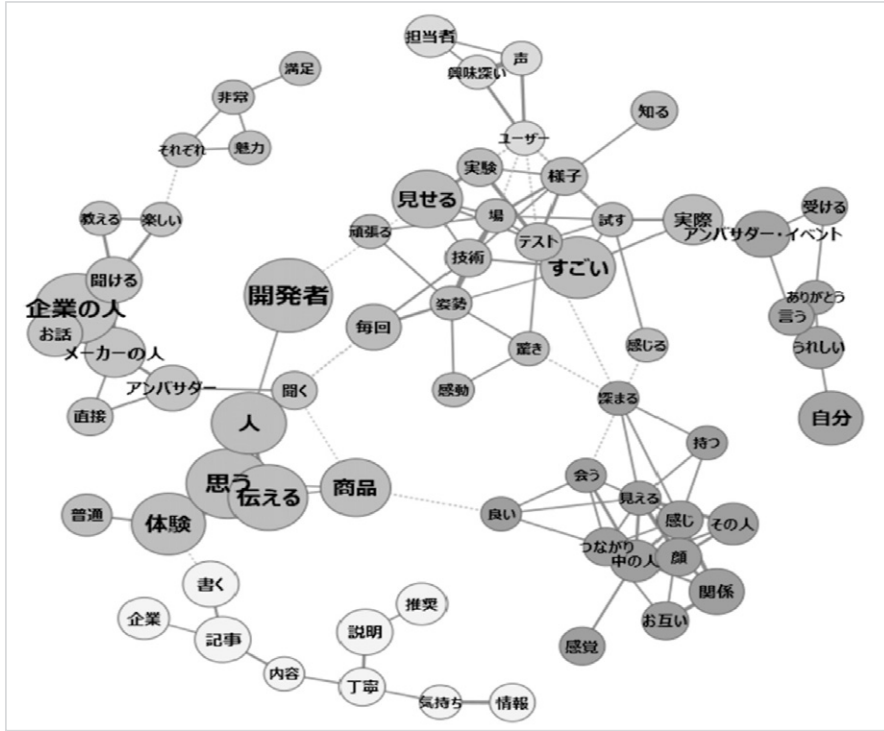 担当者
声
興味深い
満足
非常
ユーザー
知る
それぞれ
魅力
実験
様子
見せる
教える
楽しい
頑張る
場
試す
実際
受ける
アンバサダー・イベント
テスト
技術
すごい
聞ける
開発者
企業の人
お話
姿勢
ありがとう
言う
毎回
メーカーの人
驚き
感じる
うれしい
アンバサダー
聞く
感動
深まる
直接
自分
人
持つ
思う
伝える
商品
会う
見える
普通
体験
良い
感じ
その人
つながり
中の人
顔
書く
関係
企業
記事
説明
推奨
お互い
感覚
内容
丁寧
気持ち
情報